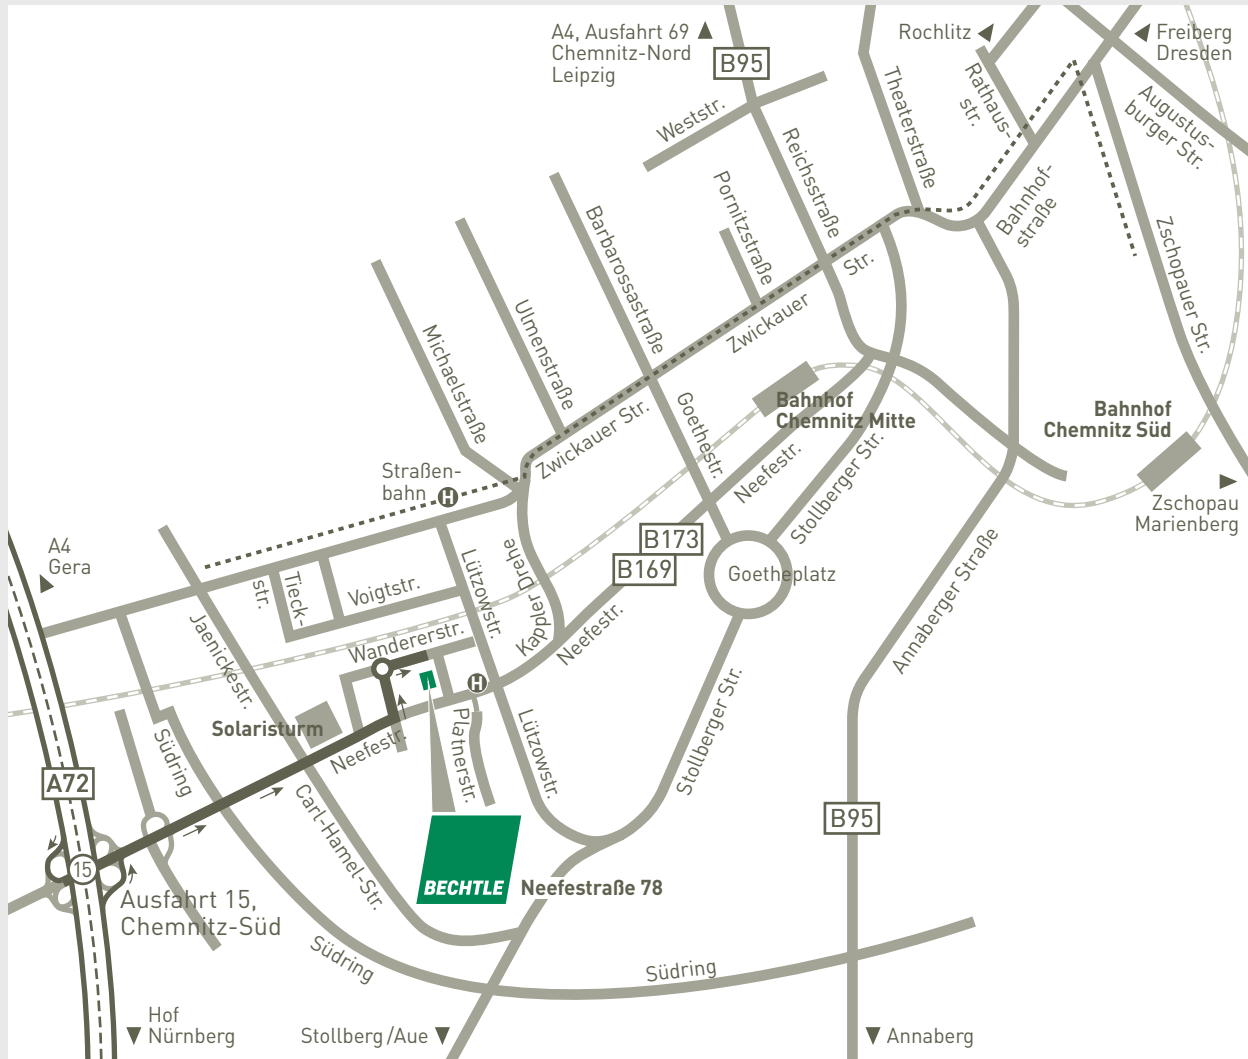 A4, Ausfahrt 69
Chemnitz-Nord
Leipzig
B95
Rochlitz
Freiberg
Dresden
Weststr.
Theaterstraße
Rathaus-
str.
Augustus-
burger Str.
Reichsstraße
Pornitzstraße
Barbarossastraße
Bahnhof-
straße
Zschopauer Str.
Str.
Zwickauer
Ulmenstraße
Michaelstraße
Bahnhof
Chemnitz Mitte
Bahnhof
Chemnitz Süd
Goethestr.
Zwickauer Str.
Neefestr.
Stollberger Str.
Straßen-
bahn
H
Zschopau
Marienberg
A4
Gera
B173
B169
Goetheplatz
Tieck-
str.
Voigtstr.
Lützowstr.
Kappler Drehe
Neefestr.
Annaberger Straße
Jaenickestr.
Wandererstr.
H
Solaristurm
Neefestr.
Platnerstr.
Lützowstr.
Stollberger Str.
Südring
A72
Carl-Hamel-Str.
B95
15
Ausfahrt 15,
Chemnitz-Süd
BECHTLE
Neefestraße 78
Südring
Südring
Hof
Nürnberg
Stollberg/Aue
Annaberg